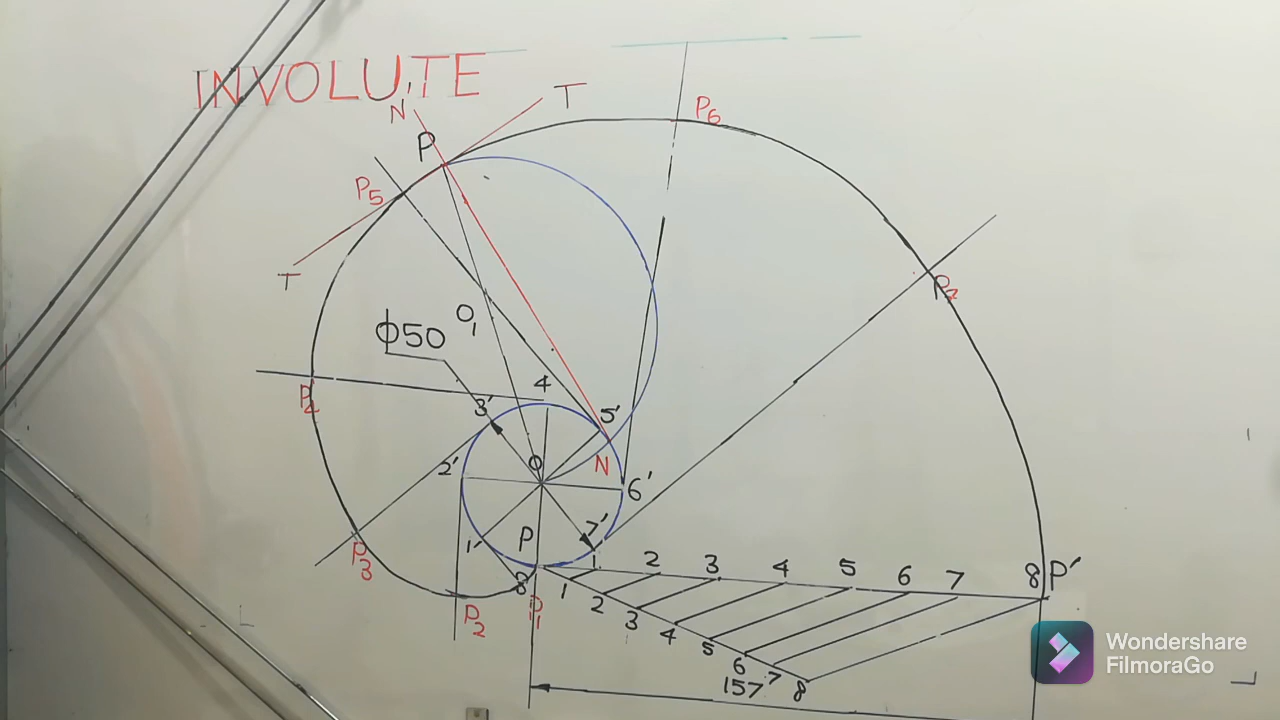 INVOLUTE
N'
T
P
P6
P5
T
O1
ϕ50
P7
4
P4
3'
5'
O
N
2'
6'
7'
1'
P
P3
8
1 2 3 4 5 6 7 8 P'
P2
P1
1 2 3 4 5 6 7 8
157
Wondershare
FilmoraGo